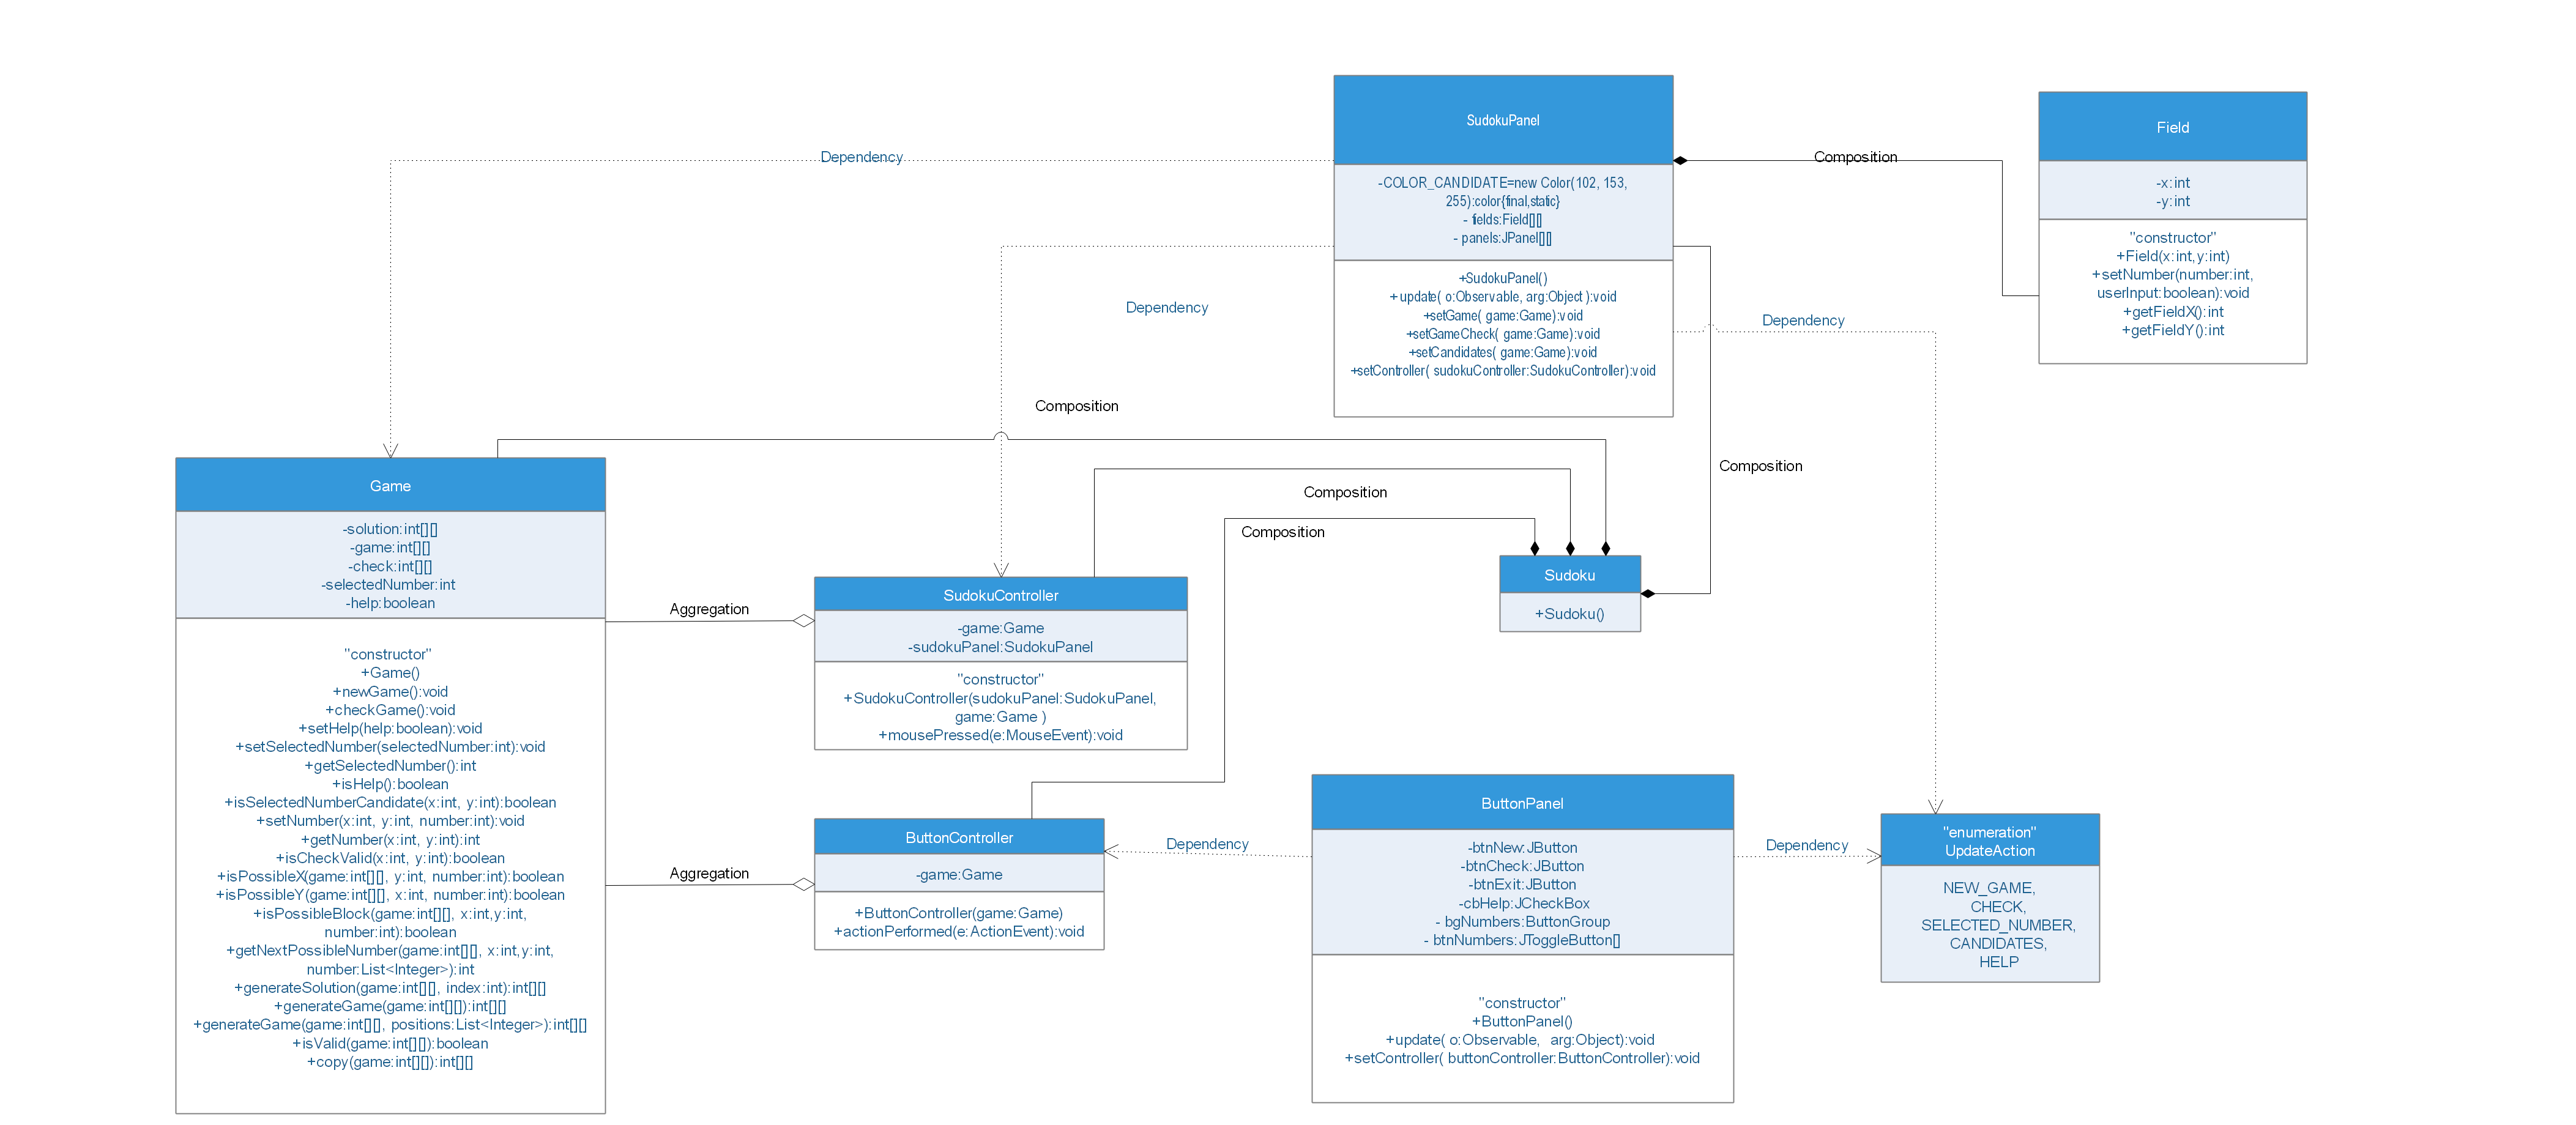 SudokuPanel
-COLOR_CANDIDATE=new Color(102, 153,
255):color{final,static}
- fields:Field[][]
- panels:JPanel[][]
+SudokuPanel()
+ update( o:Observable, arg:Object ):void
+setGame( game:Game):void
+setGameCheck( game:Game):void
+setCandidates( game:Game):void
+setController( sudokuController:SudokuController):void
Field
-x:int
-y:int
"constructor"
+Field(x:int,y:int)
+setNumber(number:int,
userInput:boolean):void
+getFieldX():int
+getFieldY():int
Dependency
Composition
Dependency
Dependency
Composition
Composition
Composition
Composition
Game
-solution:int[][]
-game:int[][]
-check:int[][]
-selectedNumber:int
-help:boolean
"constructor"
+Game()
+newGame():void
+checkGame():void
+setHelp(help:boolean):void
+setSelectedNumber(selectedNumber:int):void
+getSelectedNumber():int
+isHelp():boolean
+isSelectedNumberCandidate(x:int, y:int):boolean
+setNumber(x:int, y:int, number:int):void
+getNumber(x:int, y:int):int
+isCheckValid(x:int, y:int):boolean
+isPossibleX(game:int[][], y:int, number:int):boolean
+isPossibleY(game:int[][], x:int, number:int):boolean
+isPossibleBlock(game:int[][], x:int,y:int,
number:int):boolean
+getNextPossibleNumber(game:int[][], x:int,y:int,
number:List<Integer>):int
+generateSolution(game:int[][], index:int):int[][]
+generateGame(game:int[][]):int[][]
+generateGame(game:int[][], positions:List<Integer>):int[][]
+isValid(game:int[][]):boolean
+copy(game:int[][]):int[][]
Aggregation
Aggregation
SudokuController
-game:Game
-sudokuPanel:SudokuPanel
"constructor"
+SudokuController(sudokuPanel:SudokuPanel,
game:Game )
+mousePressed(e:MouseEvent):void
Sudoku
+Sudoku()
ButtonController
-game:Game
+ButtonController(game:Game)
+actionPerformed(e:ActionEvent):void
Dependency
ButtonPanel
-btnNew:JButton
-btnCheck:JButton
-btnExit:JButton
-cbHelp:JCheckBox
- bgNumbers:ButtonGroup
- btnNumbers:JToggleButton[]
"constructor"
+ButtonPanel()
+update( o:Observable, arg:Object):void
+setController( buttonController:ButtonController):void
Dependency
"enumeration"
UpdateAction
NEW_GAME,
CHECK,
SELECTED_NUMBER,
CANDIDATES,
HELP